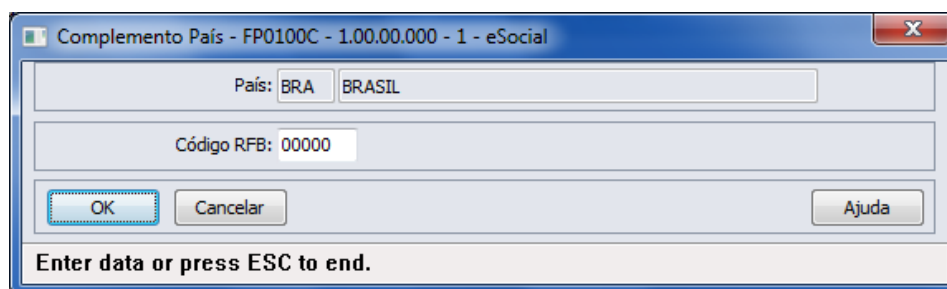 Complemento País - FP0100C - 1.00.00.000 - 1 - eSocial
País: BRA BRASIL
Código RFB: 00000
OK Cancelar Ajuda
Enter data or press ESC to end.